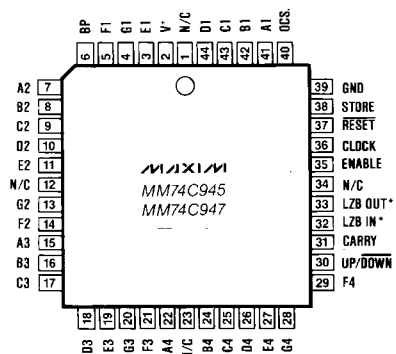 BP F1 G1 E1 V+ N/C D1 C1 B1 A1 OCS.
6 5 4 3 2 1 44 43 42 41 40
A2 7
B2 8
C2 9
D2 10
E2 11
N/C 12
G2 13
F2 14
A3 15
B3 16
C3 17
MAXIM
MM74C945
MM74C947
39 GND
38 STORE
37 RESET
36 CLOCK
35 ENABLE
34 N/C
33 LZB OUT*
32 LZB IN*
31 CARRY
30 UP/DOWN
29 F4
18 19 20 21 22 23 24 25 26 27 28
D3 E3 G3 F3 A4 N/C B4 C4 D4 E4 G4